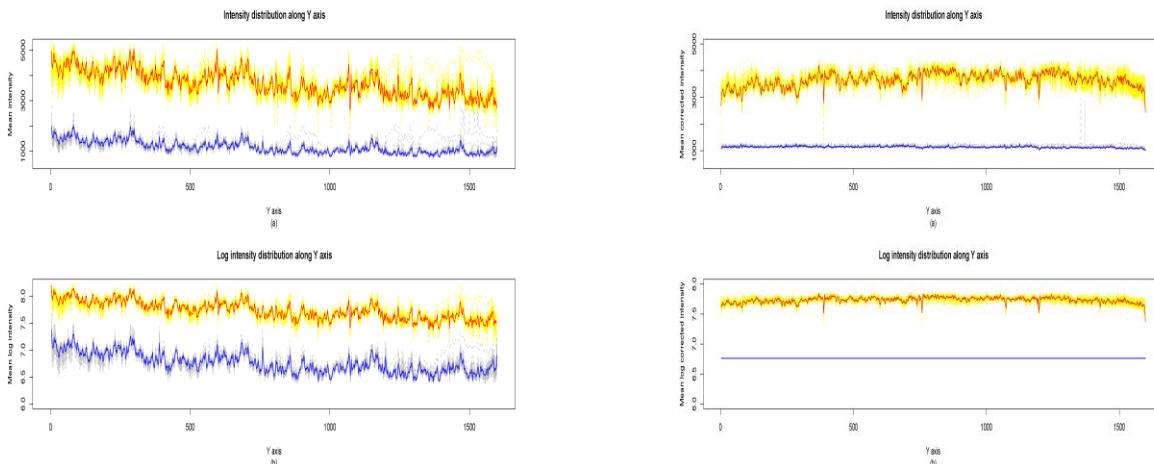 Intensity distribution along Y axis
Mean intensity
1000
3000
5000
0
500
1000
1500
Y axis
(a)
Log intensity distribution along Y axis
Mean log intensity
6.0
6.5
7.0
7.5
8.0
0
500
1000
1500
Y axis
(b)
Intensity distribution along Y axis
Mean corrected intensity
1000
3000
5000
0
500
1000
1500
Y axis
(a)
Log intensity distribution along Y axis
Mean log corrected intensity
6.0
6.5
7.0
7.5
8.0
0
500
1000
1500
Y axis
(b)